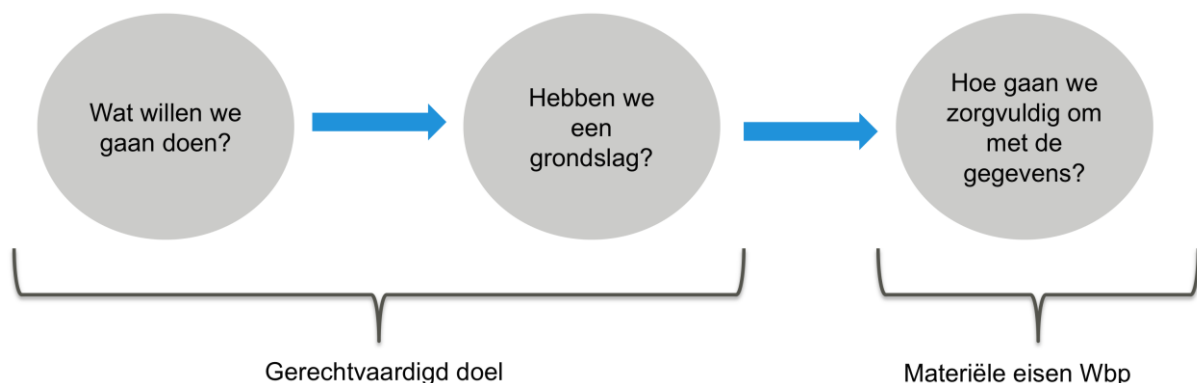 Wat willen we
gaan doen?
Hebben we
een
grondslag?
Hoe gaan we
zorgvuldig om
met de
gegevens?
Gerechtvaardigd doel
Materiële eisen Wbp